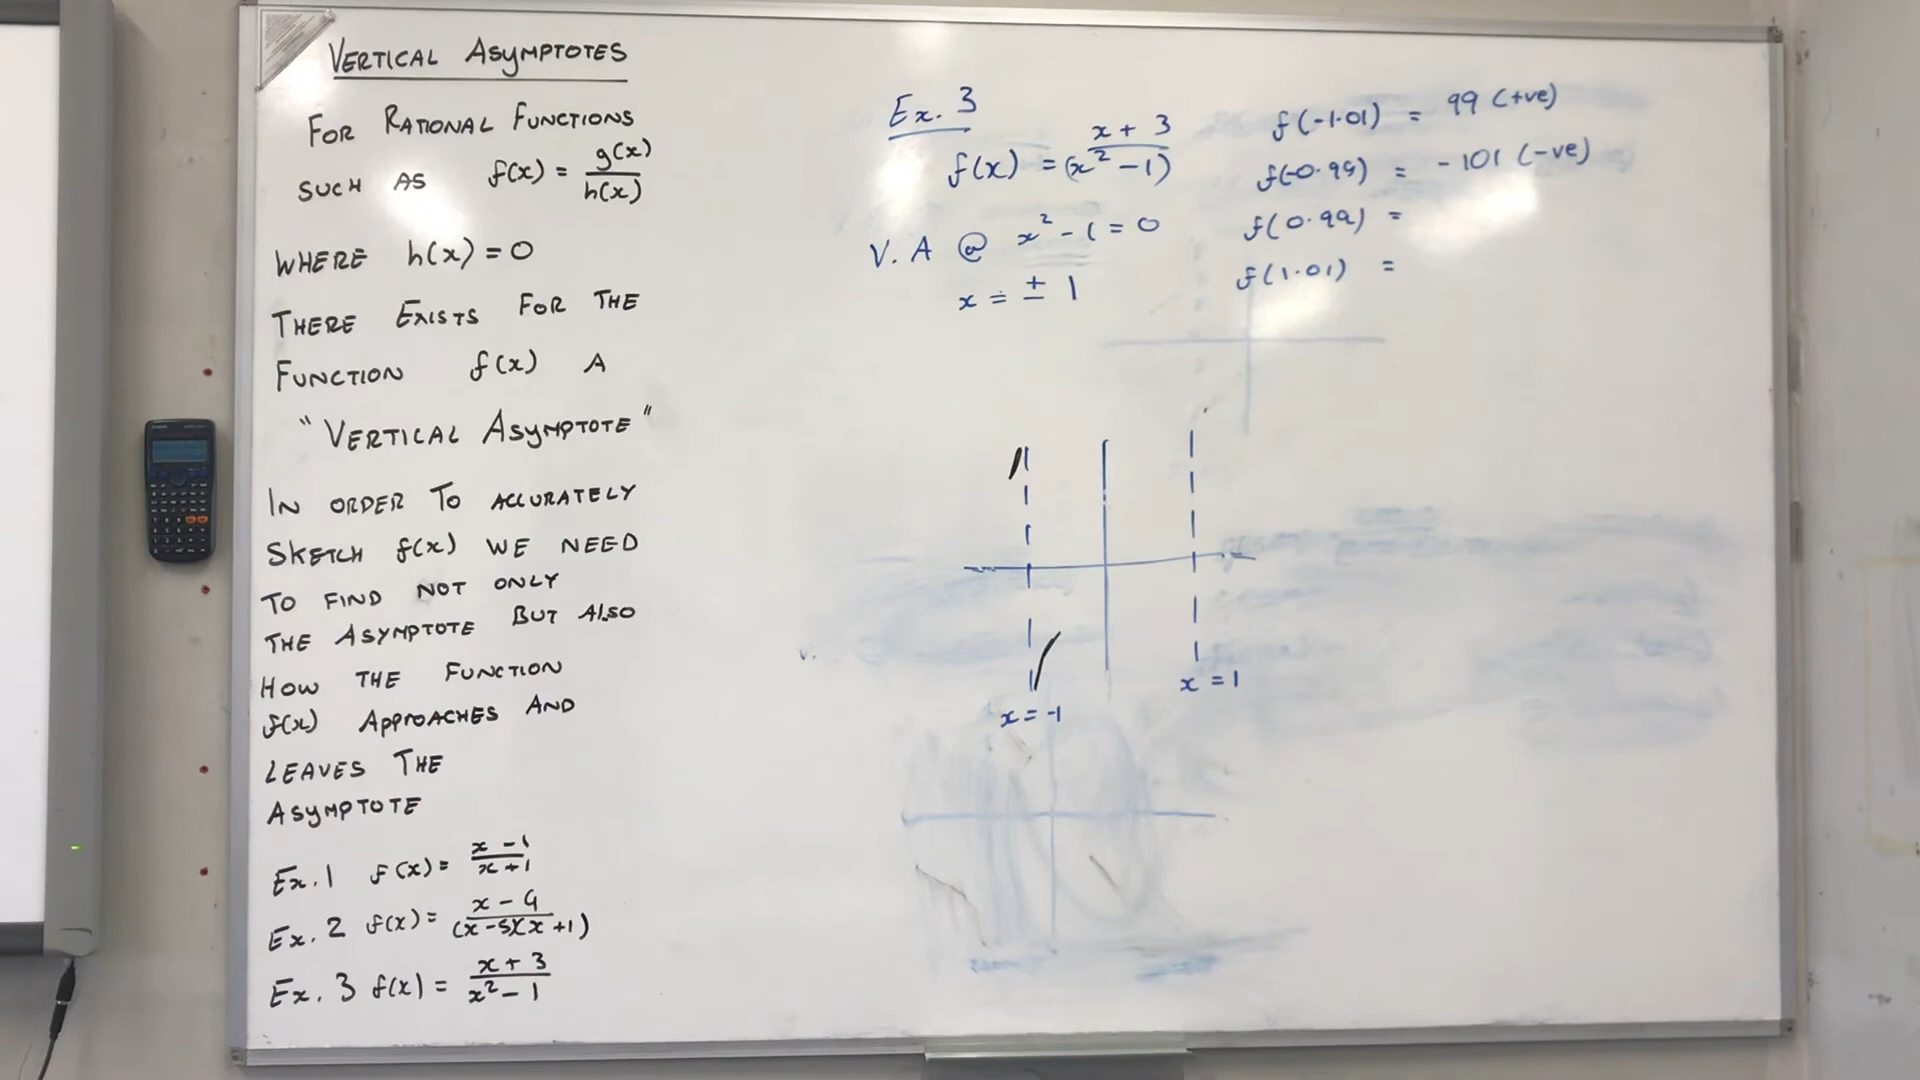 VERTICAL ASYMPTOTES
FOR RATIONAL FUNCTIONS
SUCH AS f(x) = g(x)/h(x)
WHERE h(x) = 0
THERE EXISTS FOR THE
FUNCTION f(x) A
"VERTICAL ASYMPTOTE"
IN ORDER TO ACCURATELY
SKETCH f(x) WE NEED
TO FIND NOT ONLY
THE ASYMPTOTE BUT ALSO
HOW THE FUNCTION
f(x) APPROACHES AND
LEAVES THE
ASYMPTOTE
Ex. 1 f(x) = x - 1/x + 1
Ex. 2 f(x) = x - 9/(x - 5)(x + 1)
Ex. 3 f(x) = x + 3/x² - 1
Ex. 3
f(x) = x + 3/(x² - 1)
V. A @ x² - 1 = 0
x = ± 1
f(-1.01) = 99 (+ve)
f(-0.99) = -101 (-ve)
f(0.99) =
f(1.01) =
x = -1
x = 1